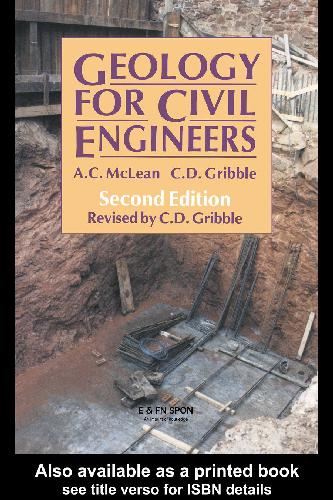 GEOLOGY
FOR CIVIL
ENGINEERS
A.C. McLEAN C.D. GRIBBLE
Second Edition
Revised by C.D. GRIBBLE
E & FN SPON
Also available as a printed book
see title verso for ISBN details